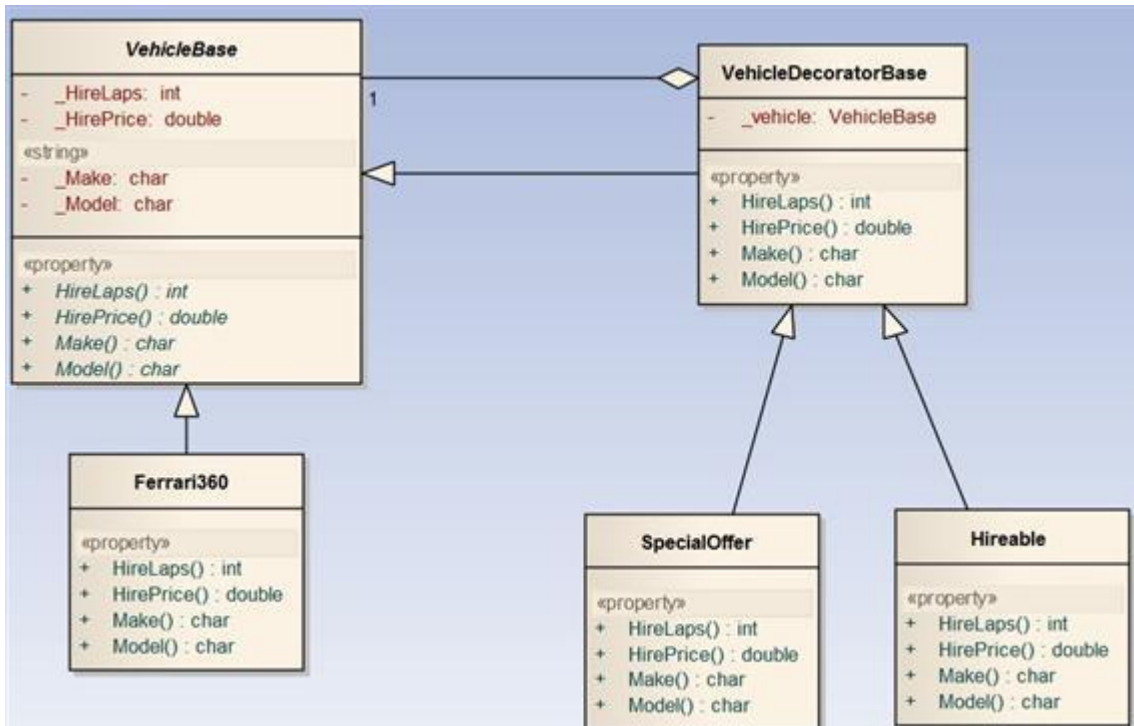 VehicleBase
- _HireLaps: int
- _HirePrice: double
«string»
- _Make: char
- _Model: char
«property»
+ HireLaps() : int
+ HirePrice() : double
+ Make() : char
+ Model() : char
1
VehicleDecoratorBase
- _vehicle: VehicleBase
«property»
+ HireLaps() : int
+ HirePrice() : double
+ Make() : char
+ Model() : char
Ferrari360
«property»
+ HireLaps() : int
+ HirePrice() : double
+ Make() : char
+ Model() : char
SpecialOffer
«property»
+ HireLaps() : int
+ HirePrice() : double
+ Make() : char
+ Model() : char
Hireable
«property»
+ HireLaps() : int
+ HirePrice() : double
+ Make() : char
+ Model() : char